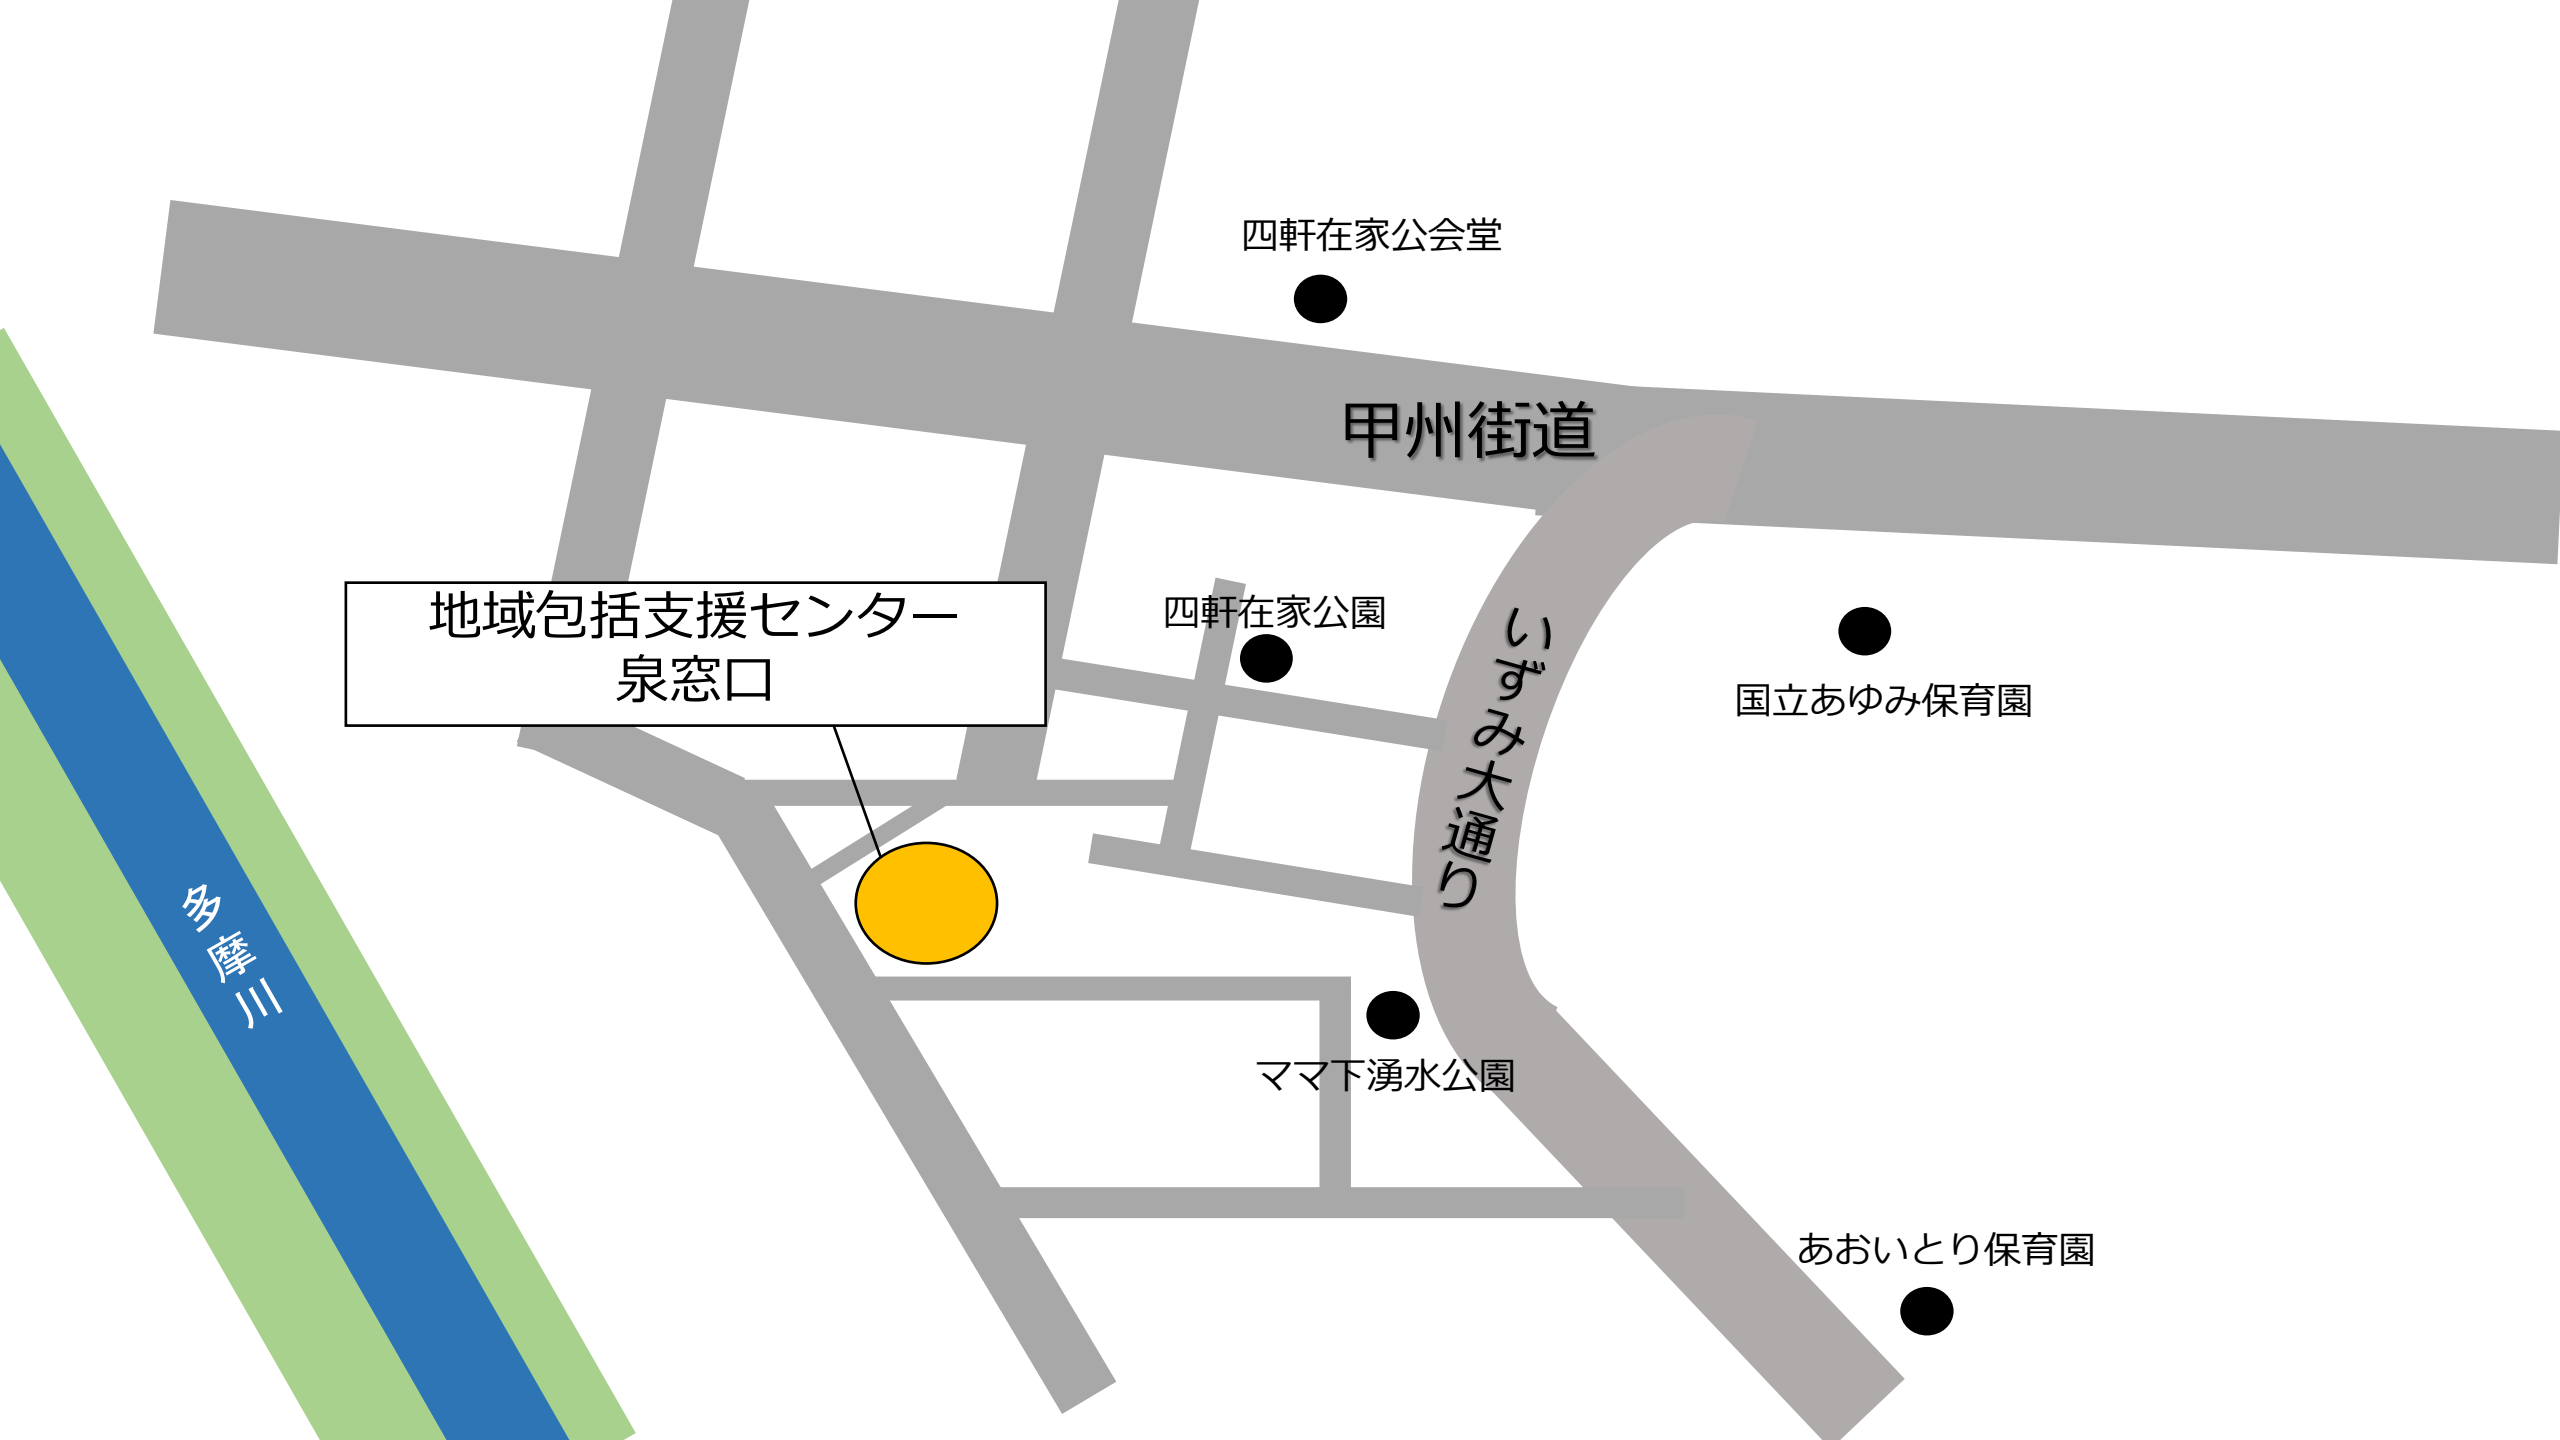 四軒在家公会堂
甲州街道
地域包括支援センター
泉窓口
四軒在家公園
いずみ大通り
国立あゆみ保育園
多摩川
ママ下湧水公園
あおいとり保育園